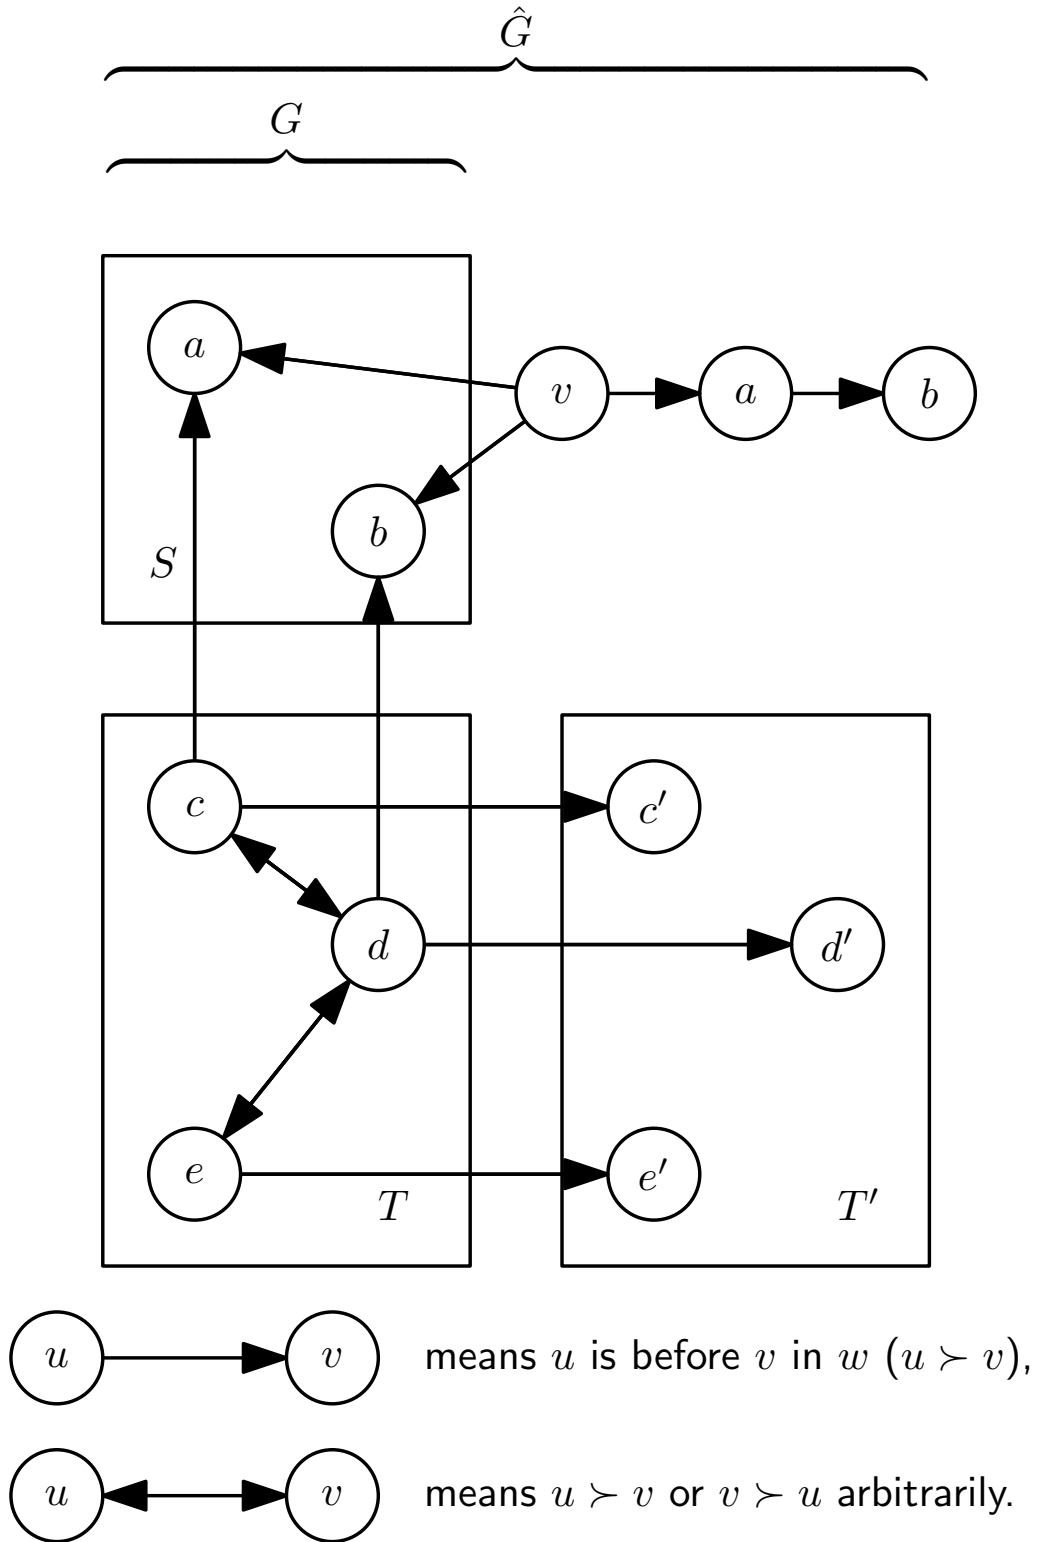 Ĝ
G
a
v a b
b
S
c c′
d d′
e e′
T T′
u v means u is before v in w (u ≻ v),
u v means u ≻ v or v ≻ u arbitrarily.